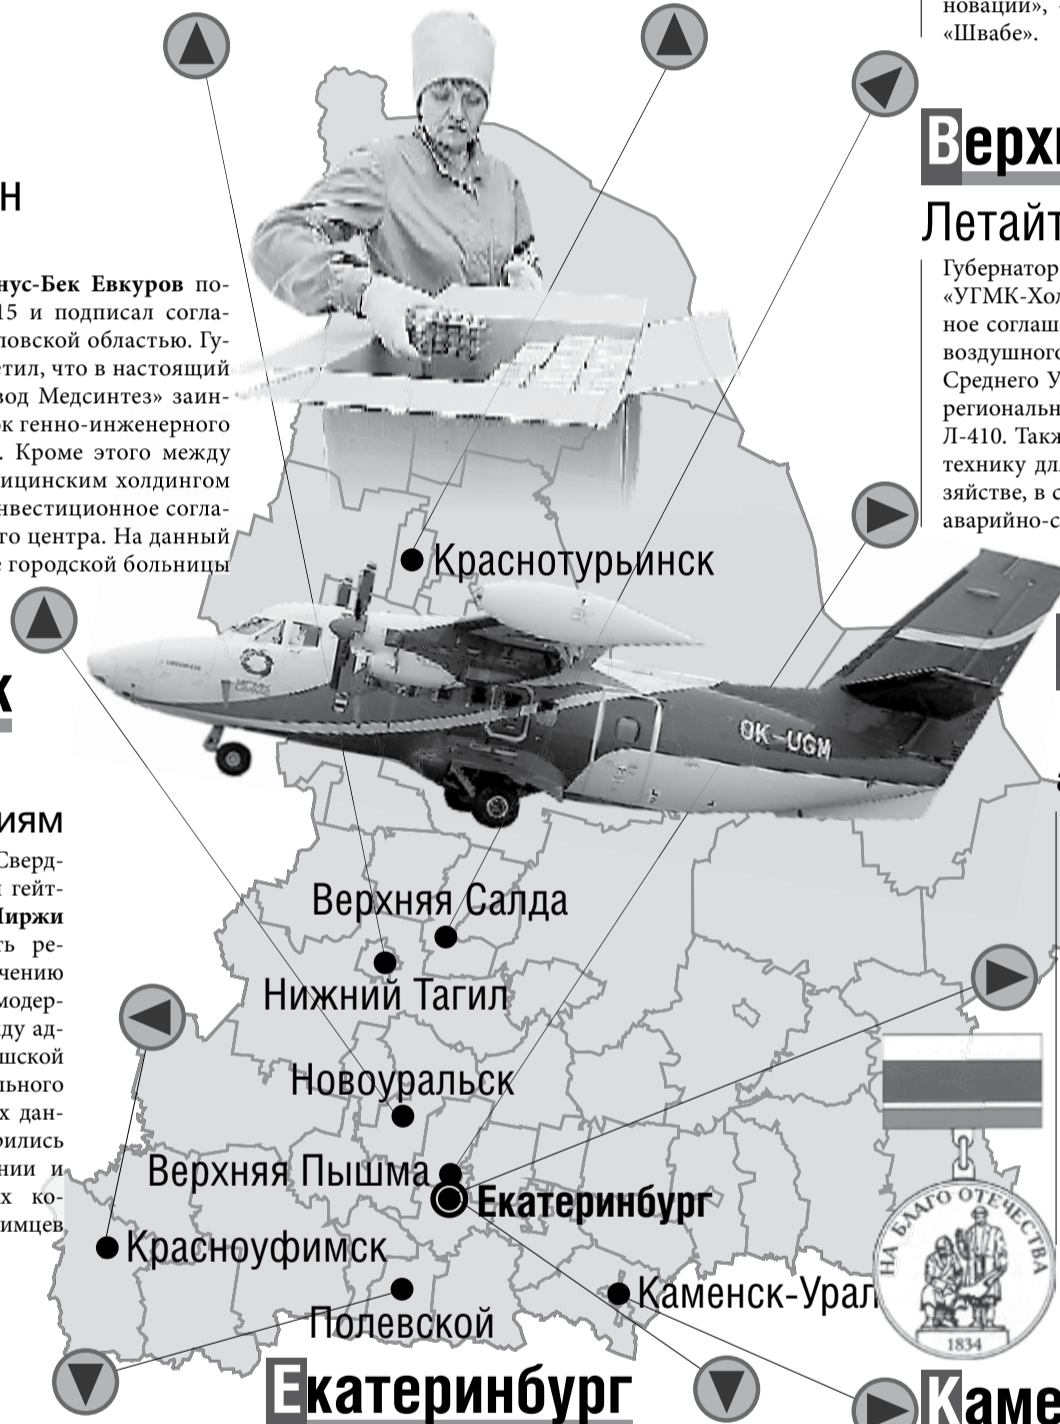 новации», 
«Швабе».
Верхн
Летайт
Губернатор
«УГМК-Хол
ное соглаш
воздушного
Среднего У
региональн
Л-410. Такж
технику дл
зяйстве, в с
аварийно-с
н
нус-Бек Евкуров по-
15 и подписал согла-
ловской областью. Гу-
етил, что в настоящий
вод Медсинтез» заин-
ок генно-инженерного
. Кроме этого между
ицинским холдингом
нвестиционное согла-
го центра. На данный
е городской больницы
к
иям
Сверд-
гейт-
Мирзи
ть ре-
чению
модер-
ду ад-
шской
льного
х дан-
рились
нии и
х ко-
имцев
Краснотурьинск
OK-UGM
Верхняя Салда
Нижний Тагил
Новоуральск
Верхняя Пышма
Екатеринбург
Красноуфимск
Полевской
Каменск-Урал
НА БЛАГО ОТЕЧЕСТВА
1834
Екатеринбург
Каме